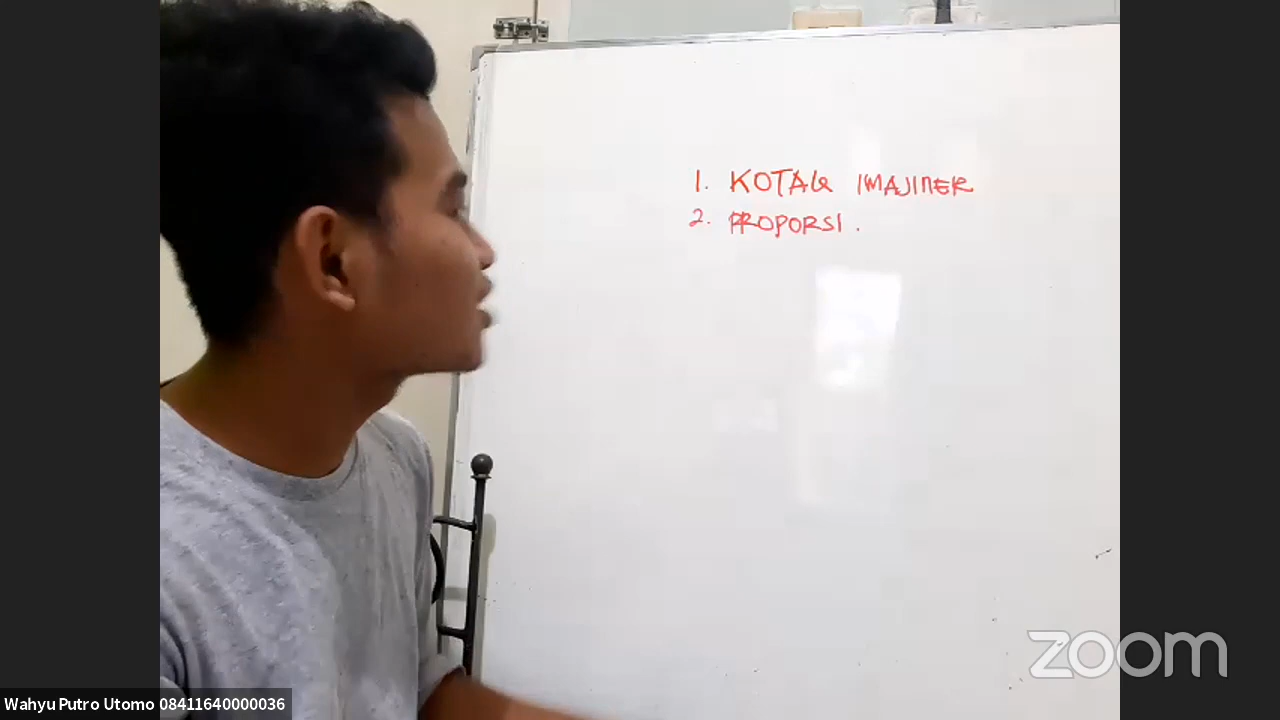 1. KOTAK IMAJINER
2. PROPORSI.
zoom
Wahyu Putro Utomo 08411640000036